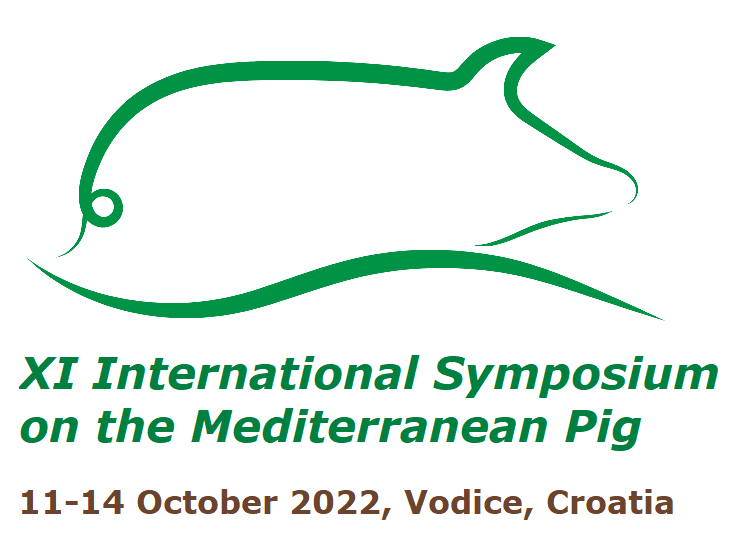 XI International Symposium
on the Mediterranean Pig
11-14 October 2022, Vodice, Croatia